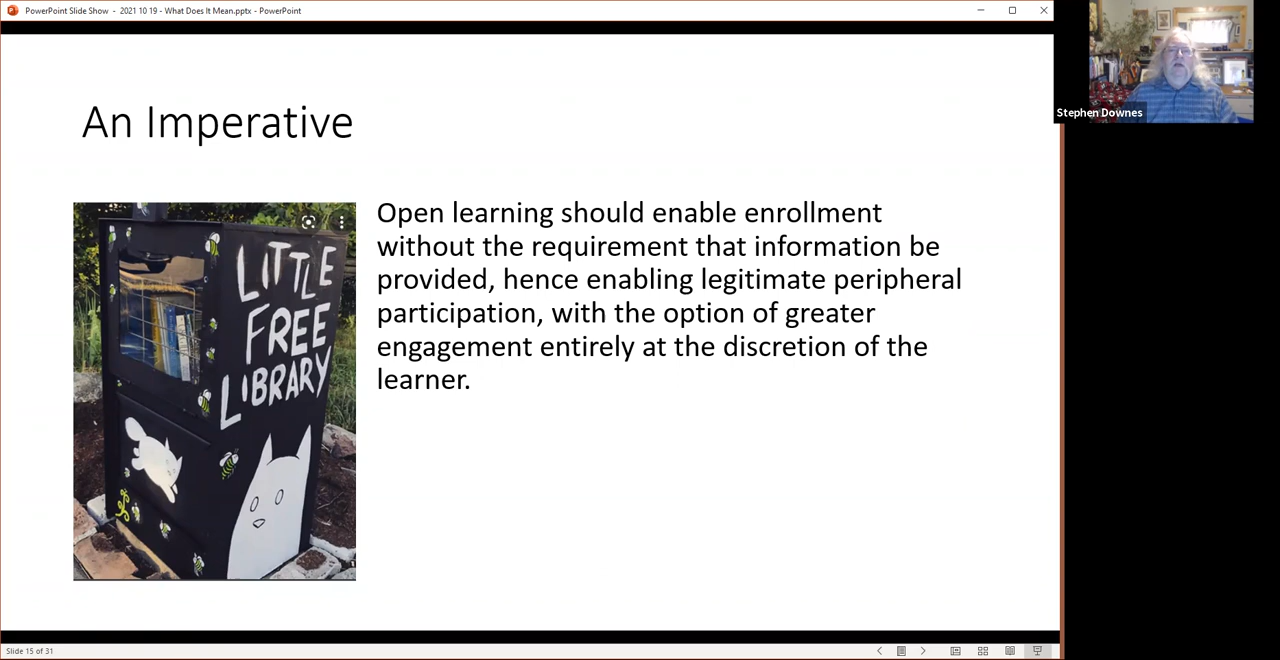 PowerPoint Slide Show - 2021 10 19 - What Does It Mean.pptx - PowerPoint
Stephen Downes
An Imperative
LITTLE
FREE
LIBRARY
Open learning should enable enrollment
without the requirement that information be
provided, hence enabling legitimate peripheral
participation, with the option of greater
engagement entirely at the discretion of the
learner.
Slide 15 of 31